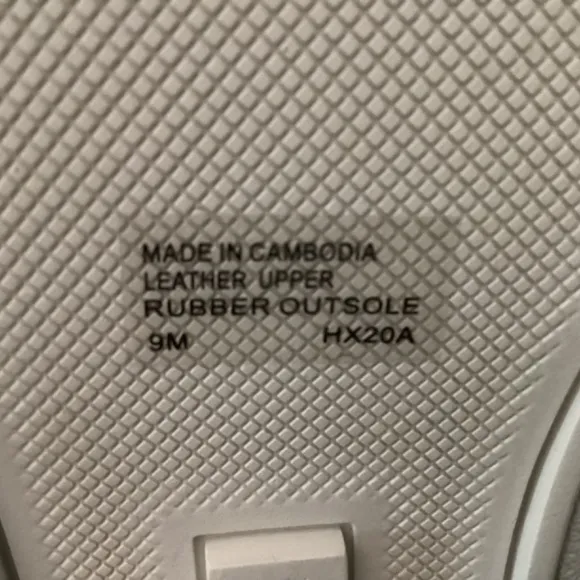 MADE IN CAMBODIA
LEATHER UPPER
RUBBER OUTSOLE
9M HX20A